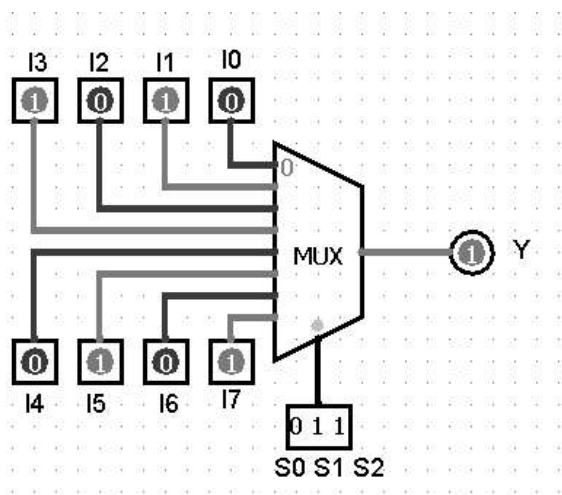 I3 I2 I1 I0
1 0 1 0
0
MUX
1 Y
0 1 0 1
I4 I5 I6 I7
0 1 1
S0 S1 S2